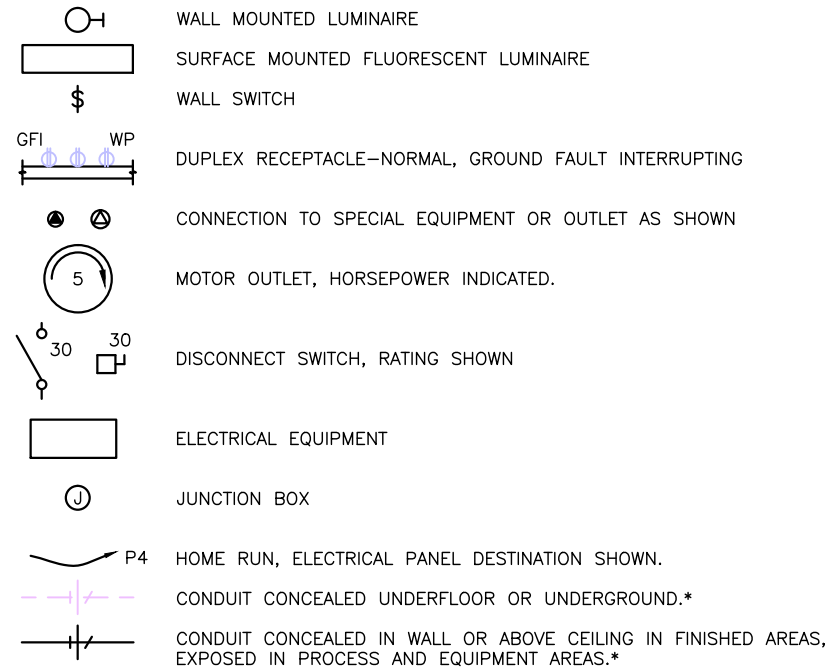 WALL MOUNTED LUMINAIRE
SURFACE MOUNTED FLUORESCENT LUMINAIRE
$ WALL SWITCH
GFI WP
DUPLEX RECEPTACLE-NORMAL, GROUND FAULT INTERRUPTING
CONNECTION TO SPECIAL EQUIPMENT OR OUTLET AS SHOWN
5 MOTOR OUTLET, HORSEPOWER INDICATED.
30 30
DISCONNECT SWITCH, RATING SHOWN
ELECTRICAL EQUIPMENT
J JUNCTION BOX
P4 HOME RUN, ELECTRICAL PANEL DESTINATION SHOWN.
CONDUIT CONCEALED UNDERFLOOR OR UNDERGROUND.*
CONDUIT CONCEALED IN WALL OR ABOVE CEILING IN FINISHED AREAS,
EXPOSED IN PROCESS AND EQUIPMENT AREAS.*